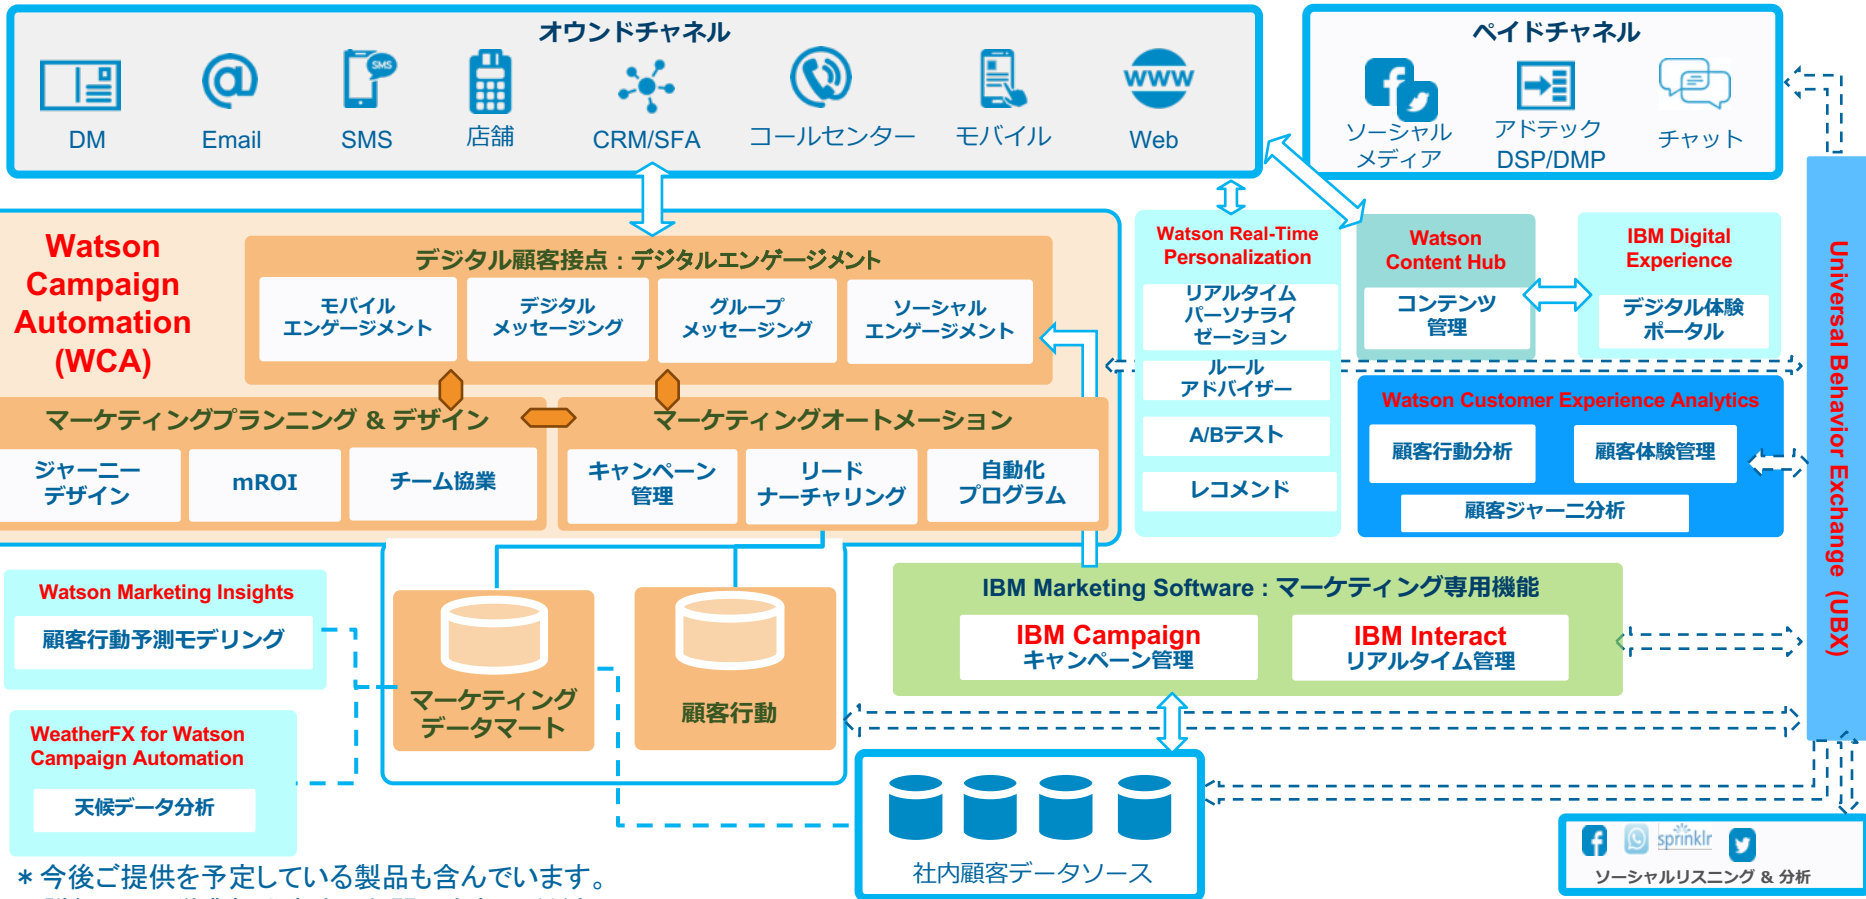 オウンドチャネル
DM
Email
SMS
SMS
店舗
CRM/SFA
コールセンター
モバイル
WWW
Web
ペイドチャネル
ソーシャル
メディア
アドテック
DSP/DMP
チャット
Watson
Campaign
Automation
(WCA)
デジタル顧客接点：デジタルエンゲージメント
モバイル
エンゲージメント
デジタル
メッセージング
グループ
メッセージング
ソーシャル
エンゲージメント
マーケティングプランニング & デザイン
ジャーニー
デザイン
mROI
チーム協業
マーケティングオートメーション
キャンペーン
管理
リード
ナーチャリング
自動化
プログラム
Watson Real-Time
Personalization
リアルタイム
パーソナライ
ゼーション
ルール
アドバイザー
A/Bテスト
レコメンド
Watson
Content Hub
コンテンツ
管理
IBM Digital
Experience
デジタル体験
ポータル
Watson Customer Experience Analytics
顧客行動分析
顧客体験管理
顧客ジャーニ分析
Universal Behavior Exchange (UBX)
Watson Marketing Insights
顧客行動予測モデリング
WeatherFX for Watson
Campaign Automation
天候データ分析
マーケティング
データマート
顧客行動
IBM Marketing Software：マーケティング専用機能
IBM Campaign
キャンペーン管理
IBM Interact
リアルタイム管理
社内顧客データソース
sprinklr
ソーシャルリスニング & 分析
＊今後ご提供を予定している製品も含んでいます。